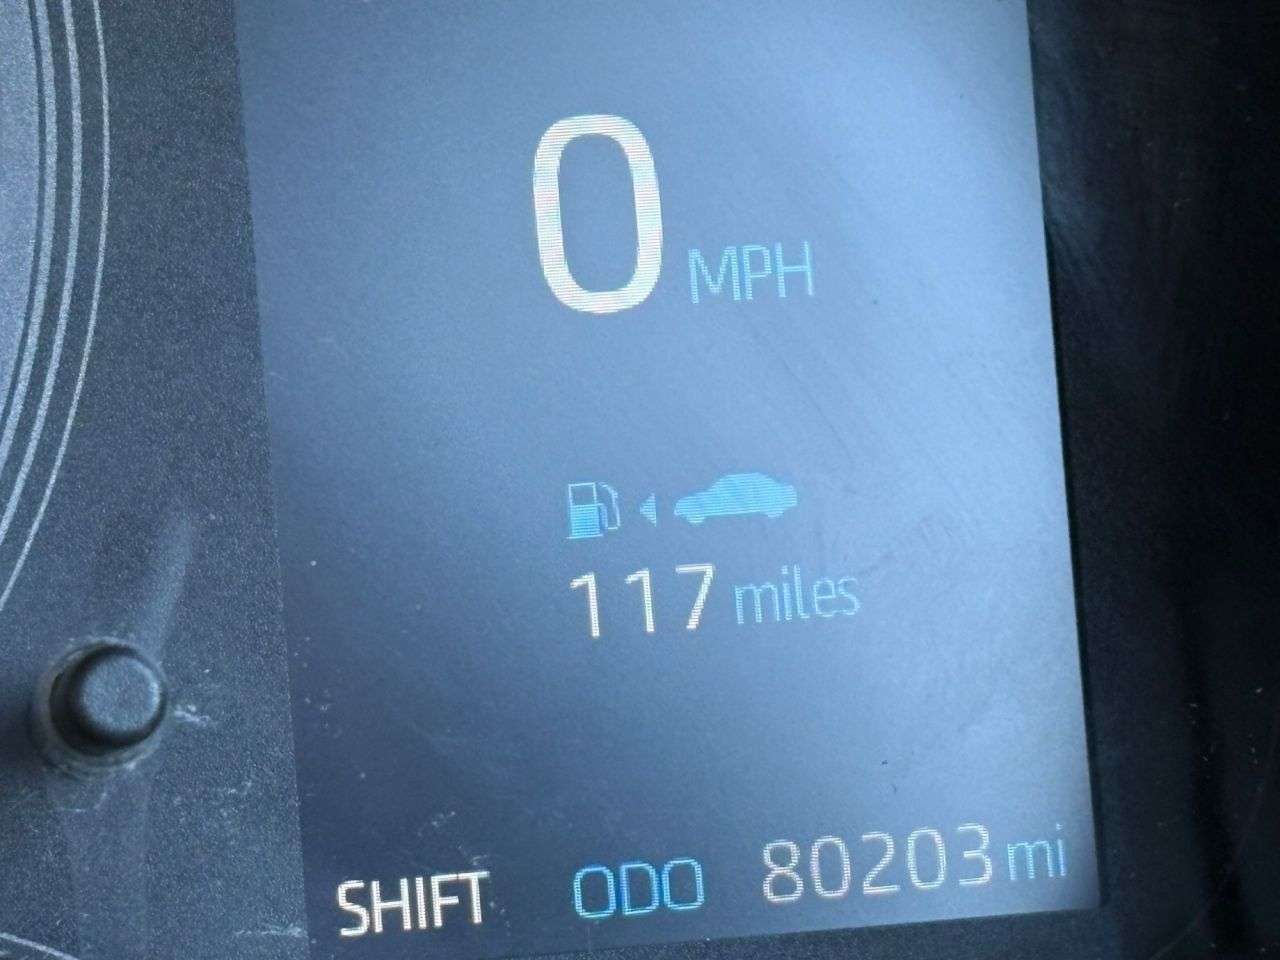 0 MPH
117 miles
SHIFT ODO 80203 mi